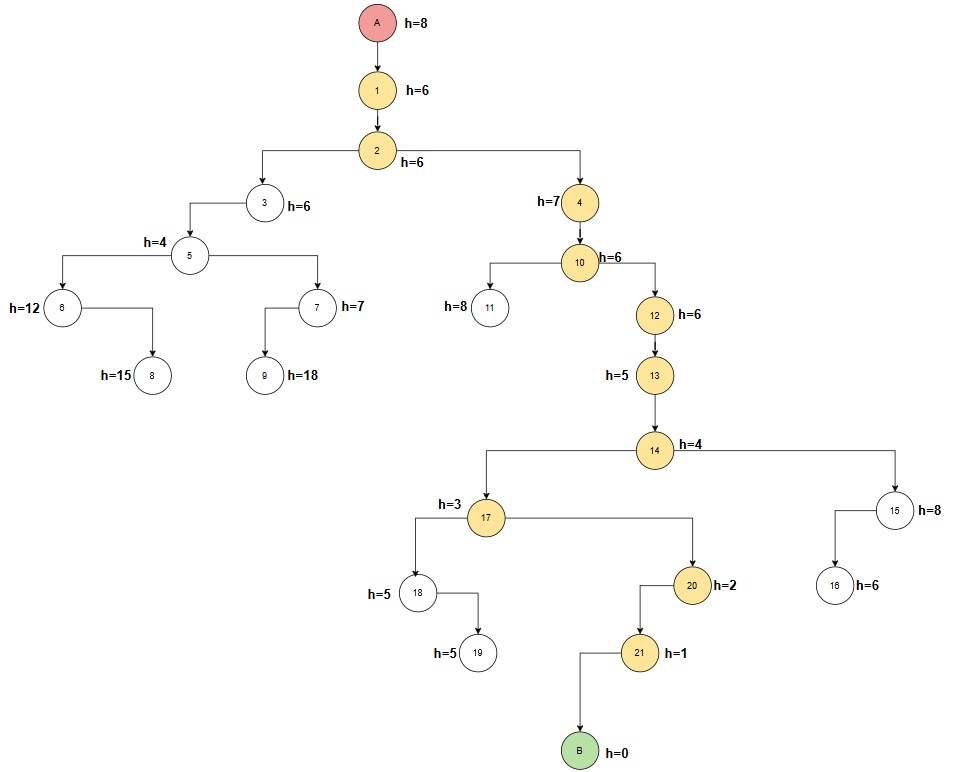 A h=8
1 h=6
2
h=6
3 h=6
h=7 4
h=4 5
10 h=6
h=12 6
7 h=7
h=8 11
12 h=6
h=15 8
9 h=18
h=5 13
14 h=4
h=3 17
15 h=8
h=5 18
20 h=2
16 h=6
h=5 19
21 h=1
B h=0